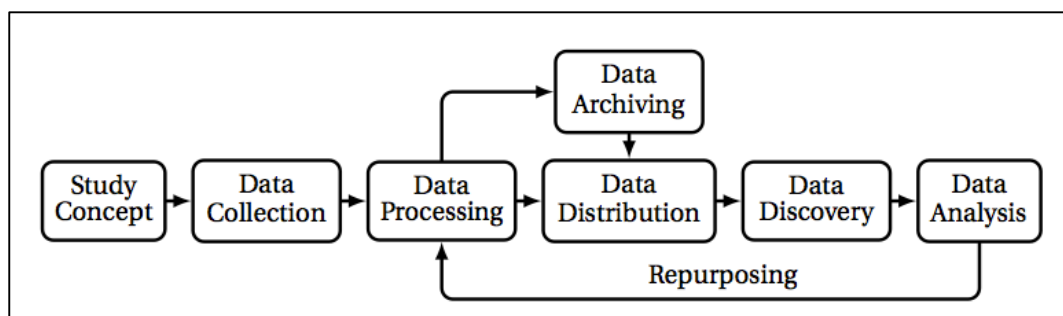 Data
Archiving
Study
Concept
Data
Collection
Data
Processing
Data
Distribution
Data
Discovery
Data
Analysis
Repurposing